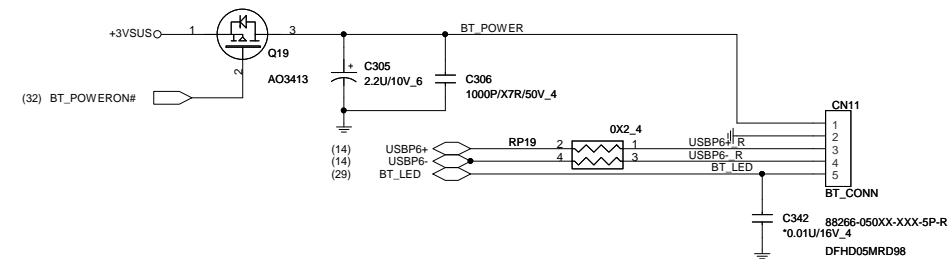 +3VSUS 1 3 BT_POWER
Q19
2
AO3413
C305
+
2.2U/10V_6
C306
1000P/X7R/50V_4
(32) BT_POWERON#
CN11
1
2
3
4
5
BT_CONN
(14) USBP6+ RP19 2 0X2_4 1 USBP6+_R
(14) USBP6- 4 3 USBP6-_R
(29) BT_LED BT_LED
C342
*0.01U/16V_4
88266-050XX-XXX-5P-R
DFHD05MRD98